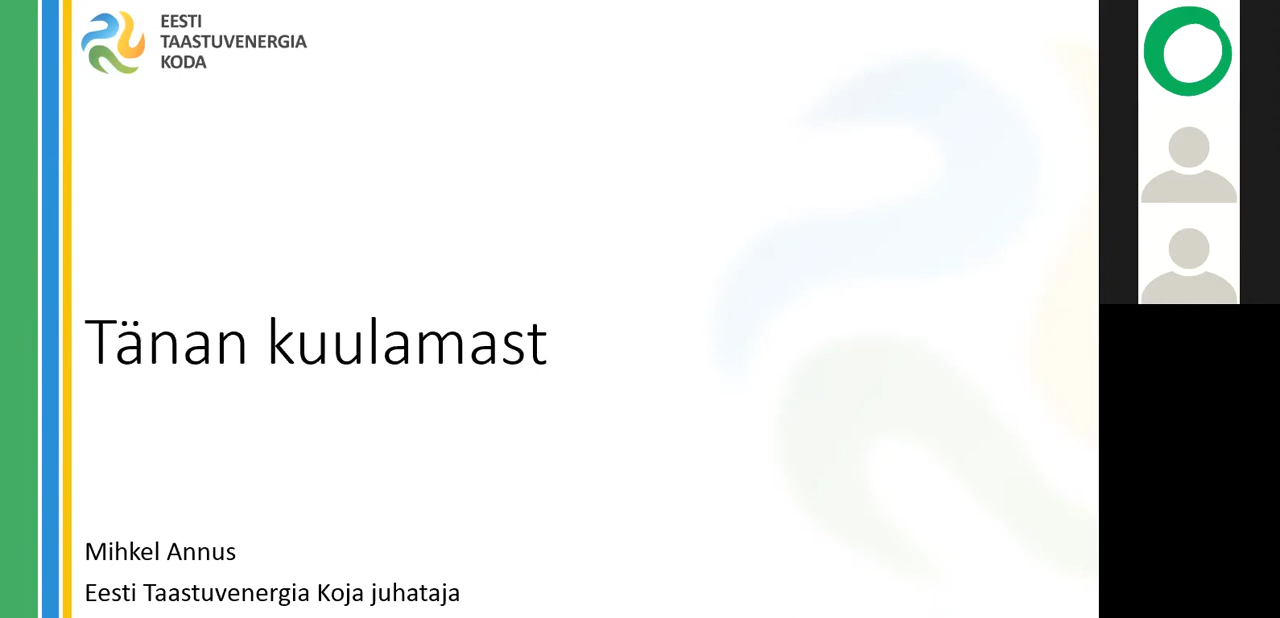 EESTI
TAASTUVENERGIA
KODA
Tänan kuulamast
Mihkel Annus
Eesti Taastuvenergia Koja juhataja